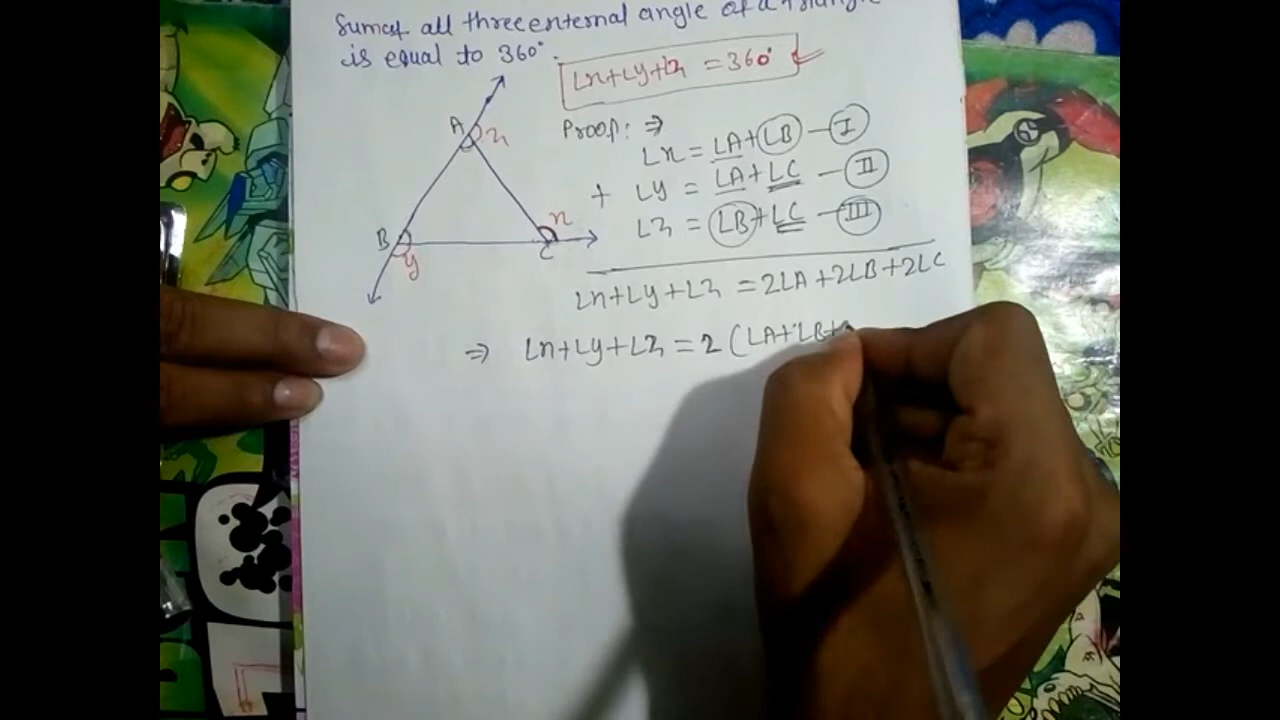 Sum of all three enternal angle of a triangle
is equal to 360°.
∠x+∠y+∠z = 360°
Proof: ⇒
∠x = ∠A+∠B — I
+ ∠y = ∠A+∠C — II
∠z = ∠B+∠C — III
∠x+∠y+∠z = 2∠A+2∠B+2∠C
⇒ ∠x+∠y+∠z = 2(∠A+∠B+
A z
B y
C x